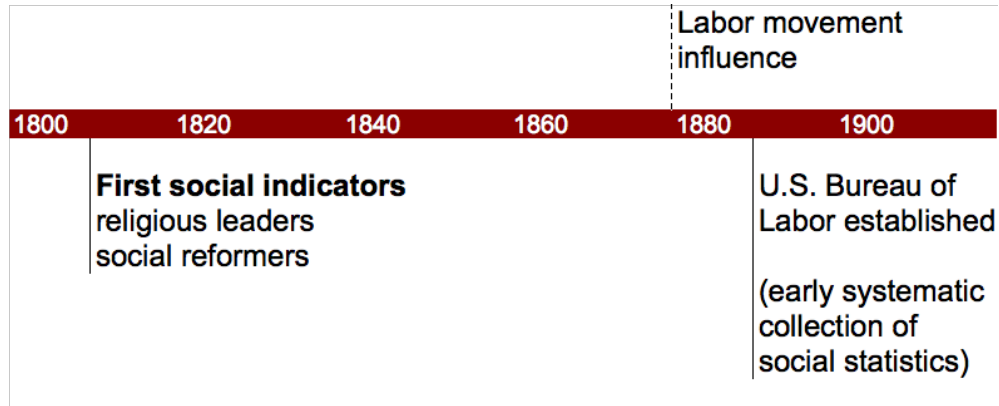 Labor movement
influence
1800 1820 1840 1860 1880 1900
First social indicators
religious leaders
social reformers
U.S. Bureau of
Labor established
(early systematic
collection of
social statistics)